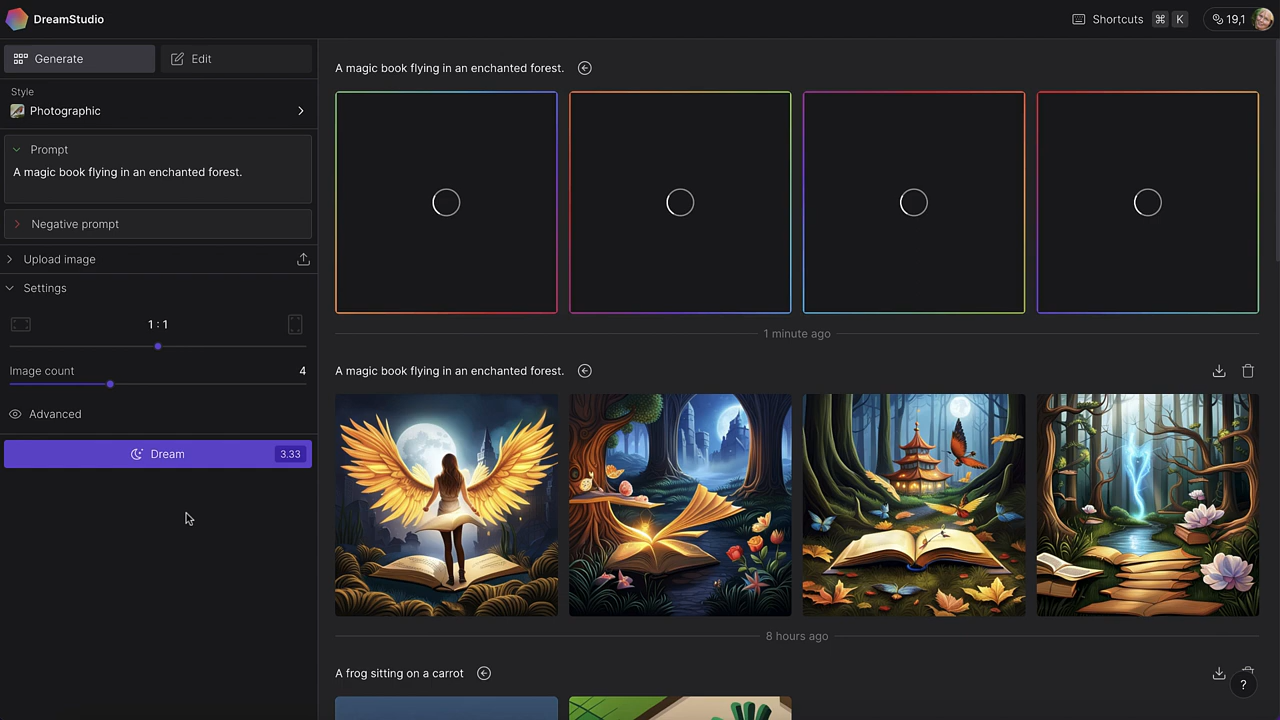 DreamStudio
Shortcuts ⌘ K
19,1
Generate
Edit
Style
Photographic
Prompt
A magic book flying in an enchanted forest.
Negative prompt
Upload image
Settings
1 : 1
Image count 4
Advanced
Dream 3.33
A magic book flying in an enchanted forest.
1 minute ago
A magic book flying in an enchanted forest.
8 hours ago
A frog sitting on a carrot
?